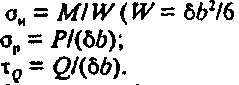 σи = M/W (W = δb²/6
σр = P/(δb);
τQ = Q/(δb).